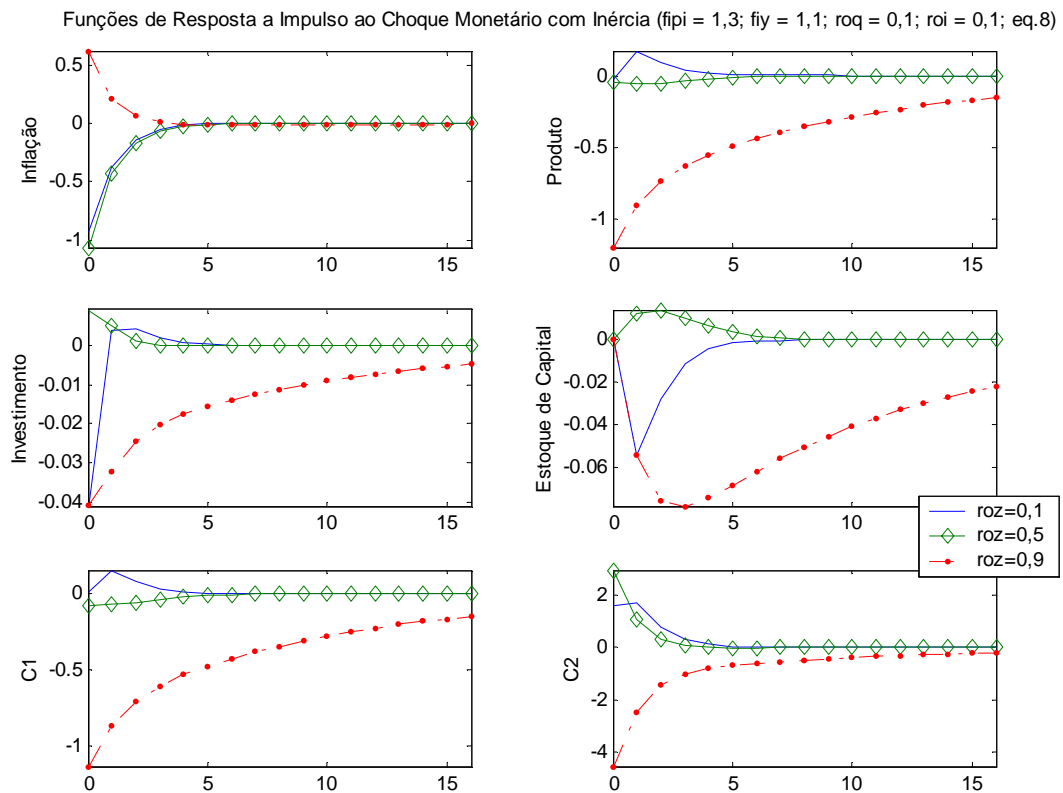 Funções de Resposta a Impulso ao Choque Monetário com Inércia (fipi = 1,3; fiy = 1,1; roq = 0,1; roi = 0,1; eq.8)
Inflação
0.5
0
-0.5
-1
0 5 10 15
Produto
0
-0.5
-1
0 5 10 15
Investimento
0
-0.01
-0.02
-0.03
-0.04
0 5 10 15
Estoque de Capital
0
-0.02
-0.04
-0.06
0 5 10 15
roz=0,1
roz=0,5
roz=0,9
C1
0
-0.5
-1
0 5 10 15
C2
2
0
-2
-4
0 5 10 15